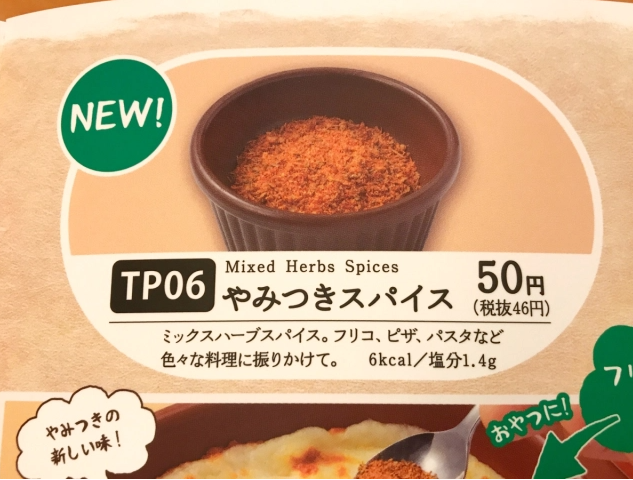 NEW!
TP06
Mixed Herbs Spices
やみつきスパイス
50円
(税抜46円)
ミックスハーブスパイス。フリコ、ピザ、パスタなど
色々な料理に振りかけて。 6kcal／塩分1.4g
やみつきの
新しい味!
おやつに!
フリ